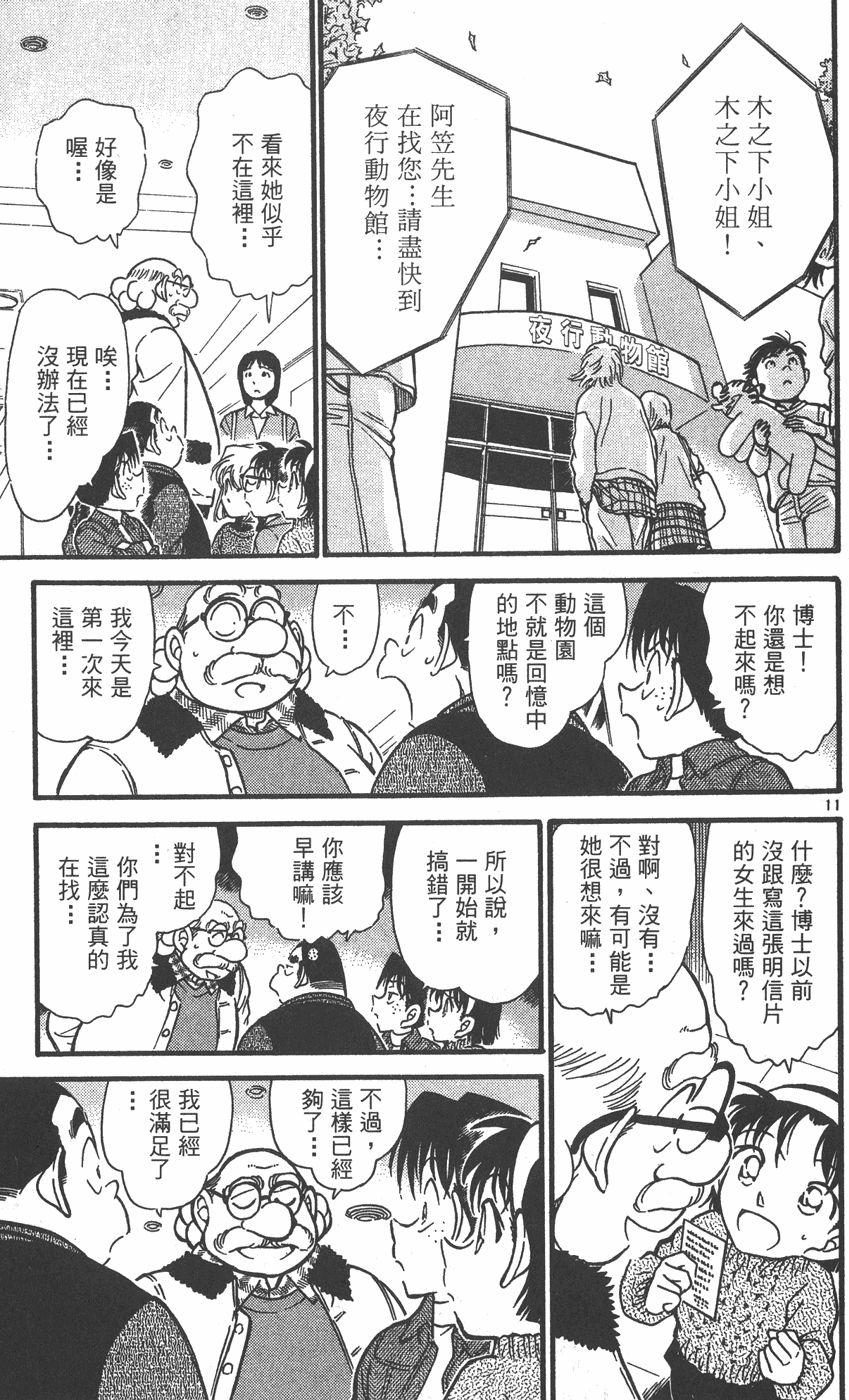 木之下小姐、
木之下小姐！
阿笠先生
在找您…請盡快到
夜行動物館…
夜行動物館
看來她似乎
不在這裡…
好像是
喔…
唉…
現在已經
沒辦法了…
博士！
你還是想
不起來嗎？
這個
動物園
不就是回憶中
的地點嗎？
不…
我今天是
第一次來
這裡…
11
什麼？博士以前
沒跟寫這張明信片
的女生來過嗎？
對啊、沒有…
不過，有可能是
她很想來嘛…
所以說，
一開始就
搞錯了…
你應該
早講嘛！
對不起
…
你們為了我
這麼認真的
在找…
不過，
這樣已經
夠了…
我已經
很滿足了
…